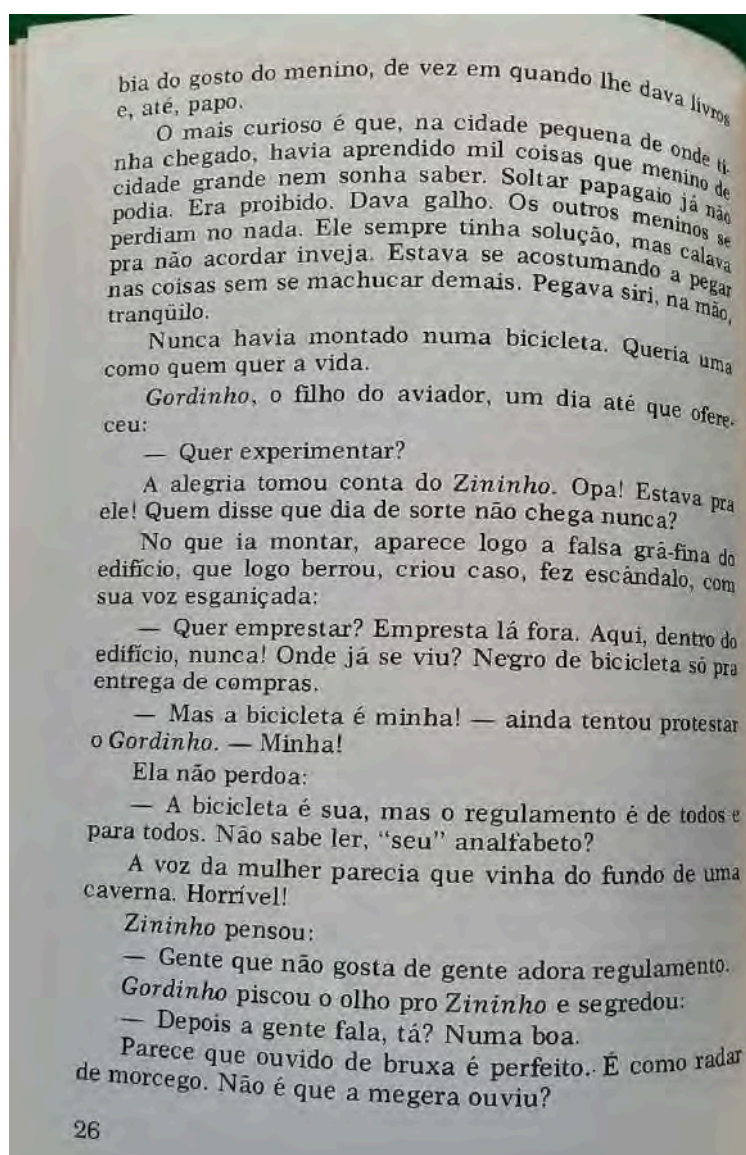 bia do gosto do menino, de vez em quando lhe dava livros
e, até, papo.
O mais curioso é que, na cidade pequena de onde ti-
nha chegado, havia aprendido mil coisas que menino de
cidade grande nem sonha saber. Soltar papagaio já não
podia. Era proibido. Dava galho. Os outros meninos se
perdiam no nada. Ele sempre tinha solução, mas calava
pra não acordar inveja. Estava se acostumando a pegar
nas coisas sem se machucar demais. Pegava siri, na mão,
tranqüilo.
Nunca havia montado numa bicicleta. Queria uma
como quem quer a vida.
Gordinho, o filho do aviador, um dia até que ofere-
ceu:
— Quer experimentar?
A alegria tomou conta do Zininho. Opa! Estava pra
ele! Quem disse que dia de sorte não chega nunca?
No que ia montar, aparece logo a falsa grã-fina do
edifício, que logo berrou, criou caso, fez escândalo, com
sua voz esganiçada:
— Quer emprestar? Empresta lá fora. Aqui, dentro do
edifício, nunca! Onde já se viu? Negro de bicicleta só pra
entrega de compras.
— Mas a bicicleta é minha! — ainda tentou protestar
o Gordinho. — Minha!
Ela não perdoa:
— A bicicleta é sua, mas o regulamento é de todos e
para todos. Não sabe ler, “seu” analfabeto?
A voz da mulher parecia que vinha do fundo de uma
caverna. Horrível!
Zininho pensou:
— Gente que não gosta de gente adora regulamento.
Gordinho piscou o olho pro Zininho e segredou:
— Depois a gente fala, tá? Numa boa.
Parece que ouvido de bruxa é perfeito. É como radar
de morcego. Não é que a megera ouviu?
26